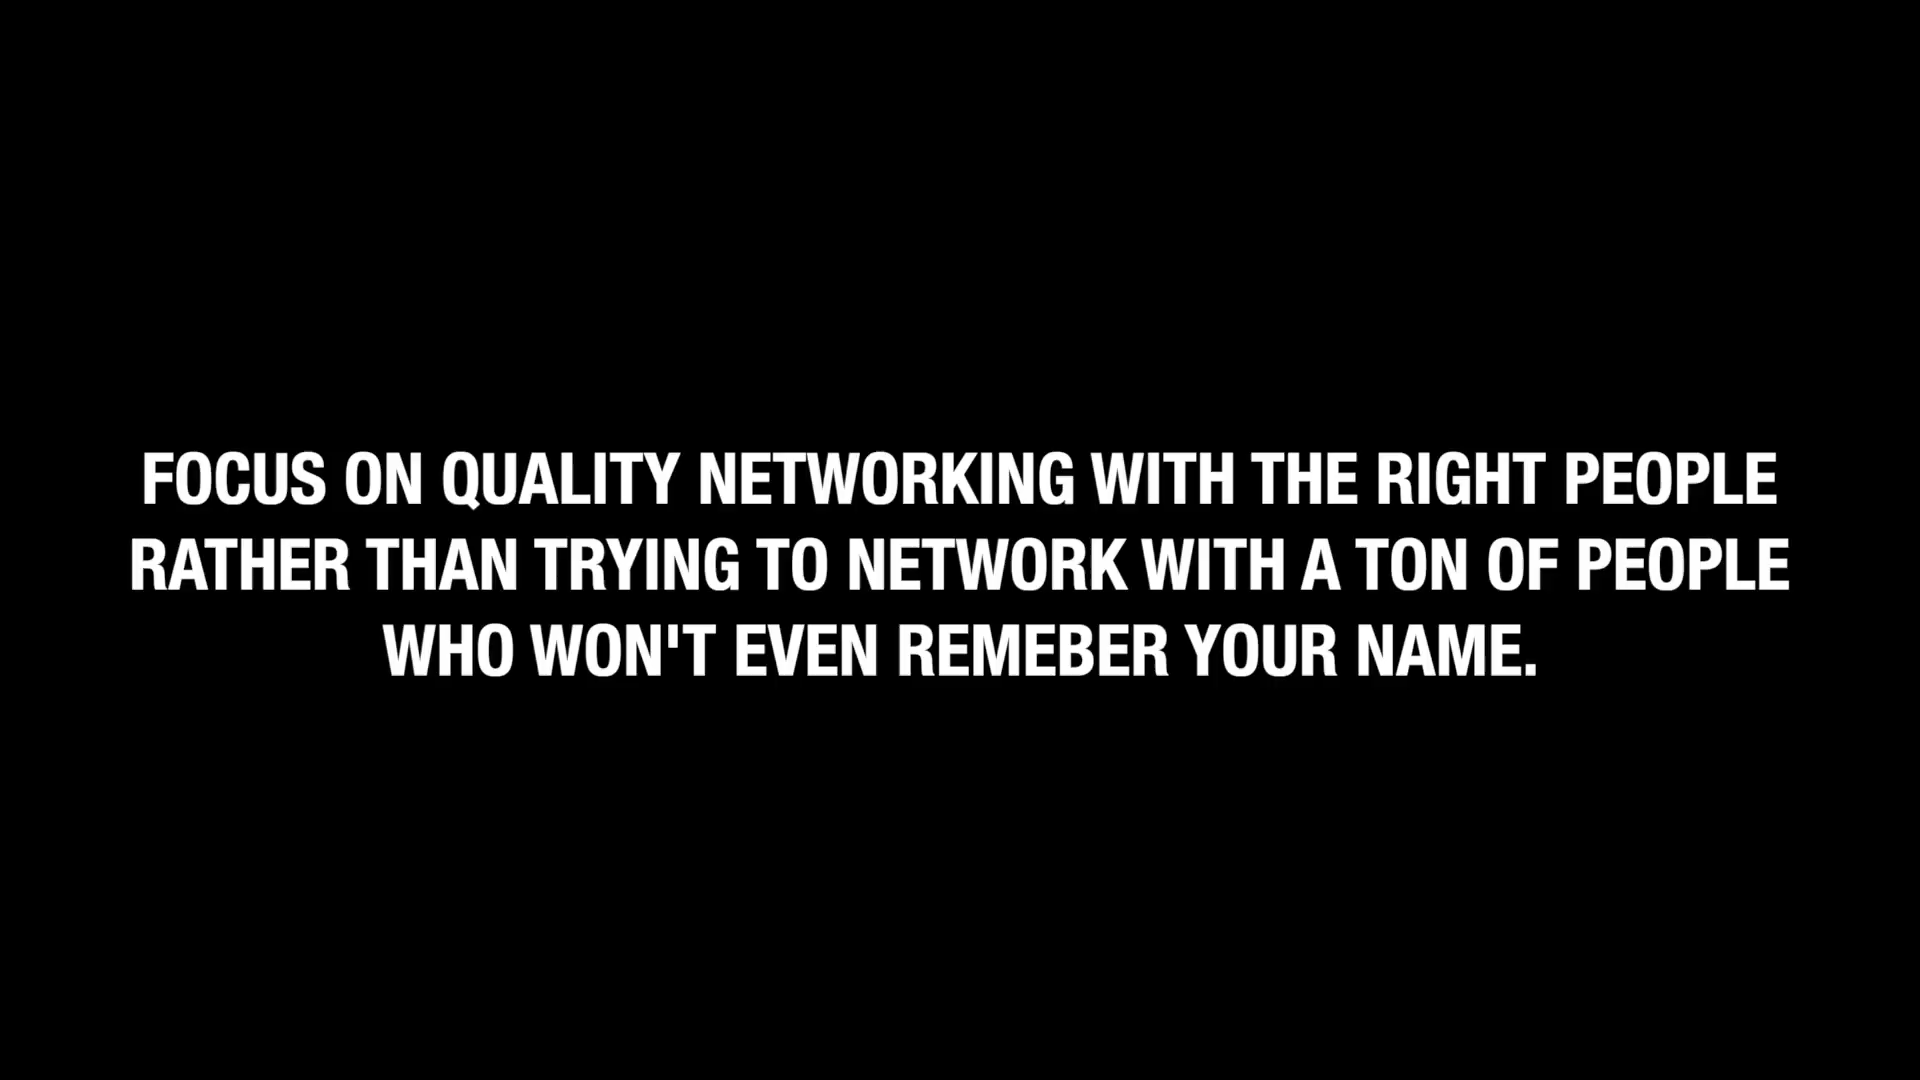 FOCUS ON QUALITY NETWORKING WITH THE RIGHT PEOPLE
RATHER THAN TRYING TO NETWORK WITH A TON OF PEOPLE
WHO WON'T EVEN REMEBER YOUR NAME.